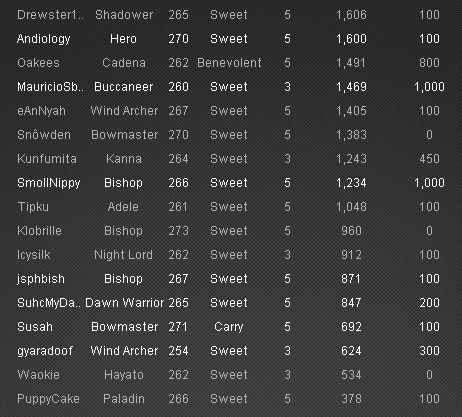 Drewster1.. Shadower 265 Sweet 5 1,606 100
Andiology Hero 270 Sweet 5 1,600 100
Oakees Cadena 262 Benevolent 5 1,491 800
MauricioSb.. Buccaneer 260 Sweet 3 1,469 1,000
eAnNyah Wind Archer 267 Sweet 5 1,405 100
Snôwden Bowmaster 270 Sweet 5 1,383 0
Kunfumita Kanna 264 Sweet 3 1,243 450
SmollNippy Bishop 266 Sweet 5 1,234 1,000
Tipku Adele 261 Sweet 5 1,048 100
Klobrille Bishop 273 Sweet 5 960 0
Icysilk Night Lord 262 Sweet 3 912 100
jsphbish Bishop 267 Sweet 5 871 100
SuhcMyDa.. Dawn Warrior 265 Sweet 5 847 200
Susah Bowmaster 271 Carry 5 692 100
gyaradoof Wind Archer 254 Sweet 3 624 300
Waokie Hayato 262 Sweet 3 534 0
PuppyCake Paladin 266 Sweet 5 378 100